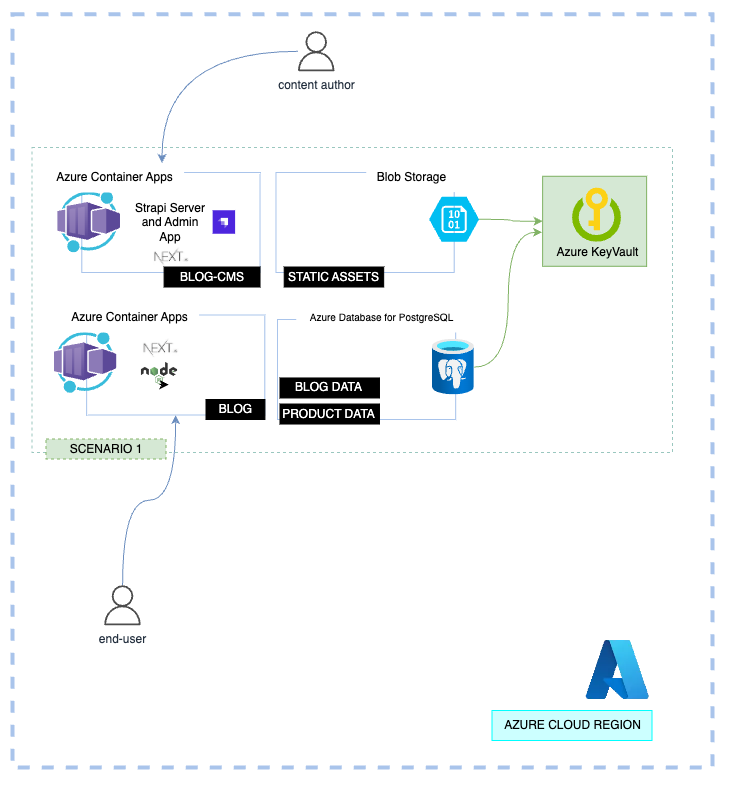 content author
Azure Container Apps
Strapi Server
and Admin
App
NEXT.JS
BLOG-CMS
Blob Storage
10
01
STATIC ASSETS
Azure KeyVault
Azure Container Apps
NEXT.JS
node
JS
BLOG
Azure Database for PostgreSQL
BLOG DATA
PRODUCT DATA
SCENARIO 1
end-user
AZURE CLOUD REGION